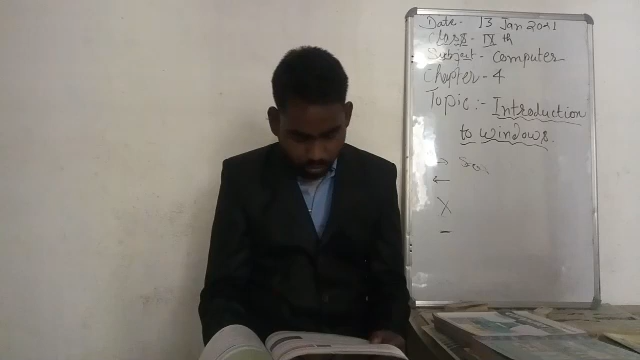 Date - 13 Jan 2021
Class - IX th
Subject - Computer
Chapter - 4
Topic :- Introduction
to windows.
→
←
X
-